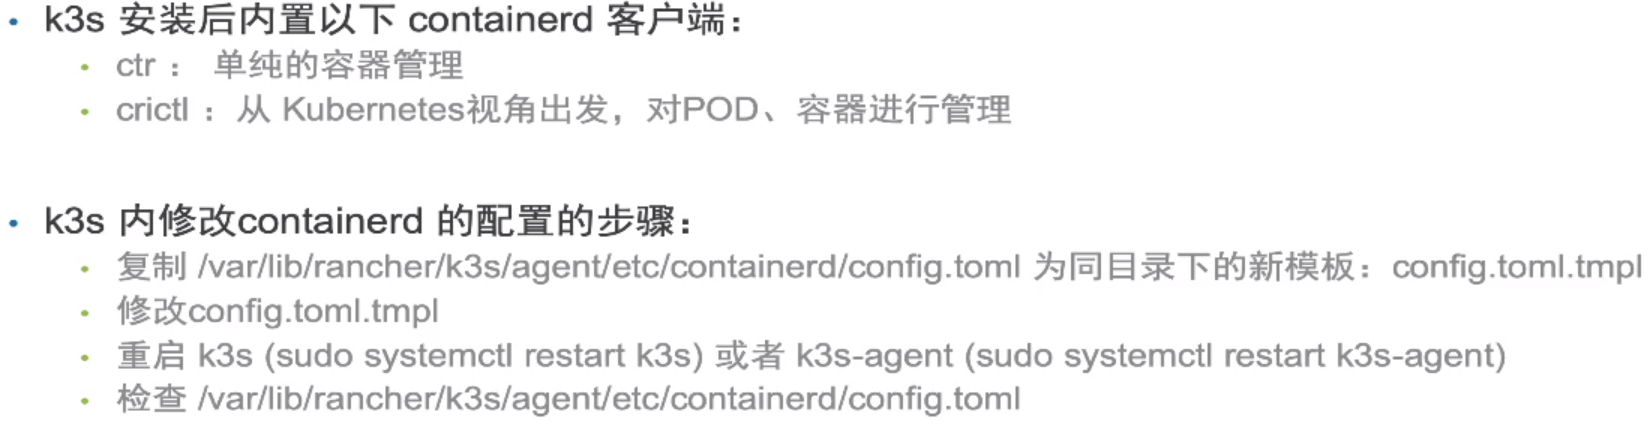 k3s 安装后内置以下 containerd 客户端：
ctr ： 单纯的容器管理
crictl ：从 Kubernetes视角出发，对POD、容器进行管理
k3s 内修改containerd 的配置的步骤：
复制 /var/lib/rancher/k3s/agent/etc/containerd/config.toml 为同目录下的新模板：config.toml.tmpl
修改config.toml.tmpl
重启 k3s (sudo systemctl restart k3s) 或者 k3s-agent (sudo systemctl restart k3s-agent)
检查 /var/lib/rancher/k3s/agent/etc/containerd/config.toml